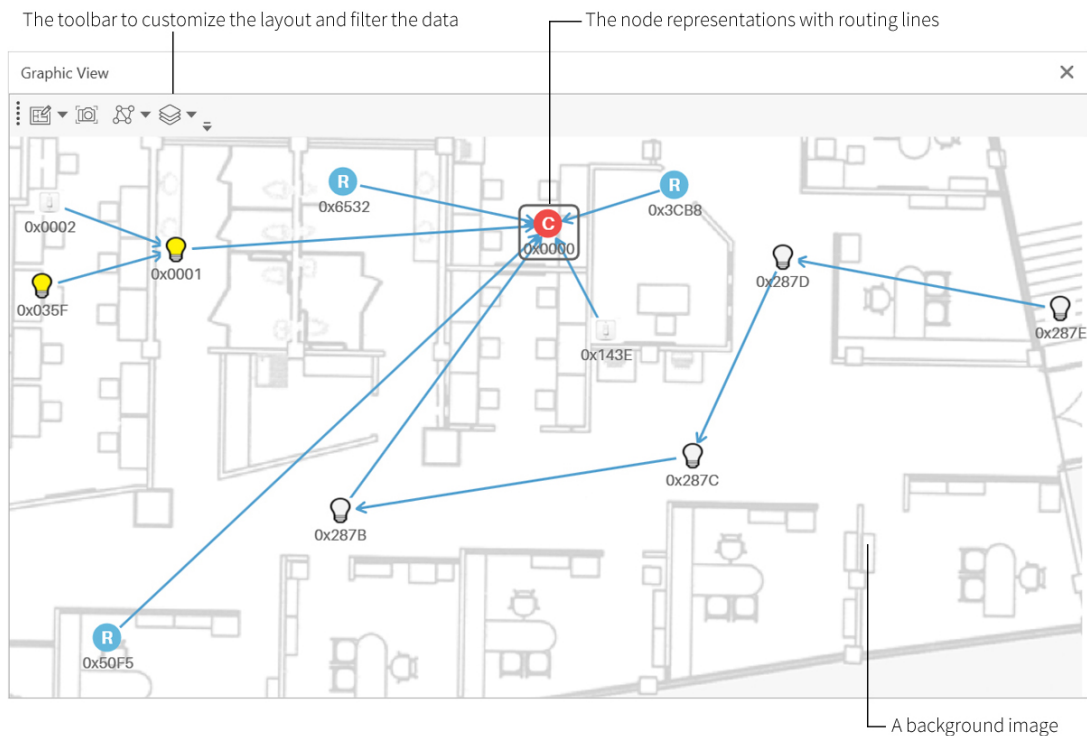 The toolbar to customize the layout and filter the data
The node representations with routing lines
Graphic View
R
0x6532
R
0x3CB8
0x0002
C
0x0000
0x0001
0x287D
0x035F
0x287E
0x143E
0x287C
0x287B
R
0x50F5
A background image